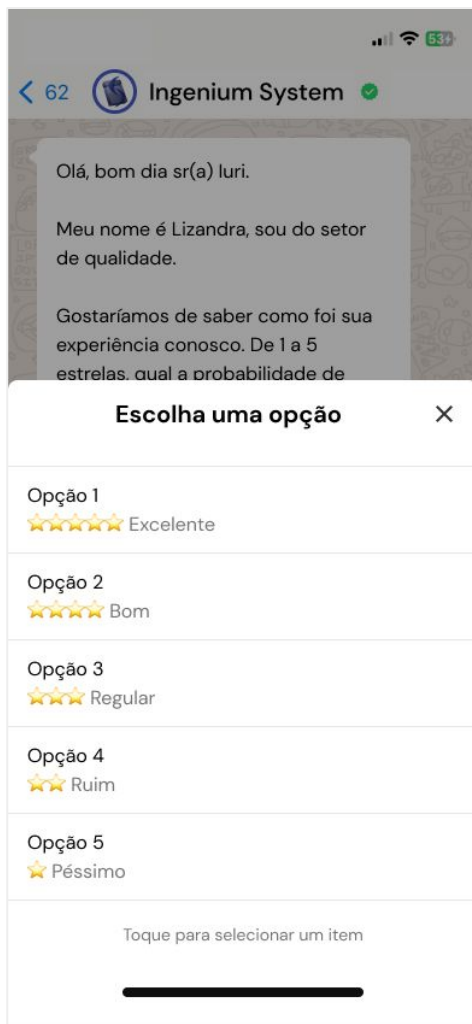 53
62 Ingenium System
Olá, bom dia sr(a) Iuri.
Meu nome é Lizandra, sou do setor
de qualidade.
Gostaríamos de saber como foi sua
experiência conosco. De 1 a 5
estrelas, qual a probabilidade de
Escolha uma opção
Opção 1
⭐⭐⭐⭐⭐ Excelente
Opção 2
⭐⭐⭐⭐ Bom
Opção 3
⭐⭐⭐ Regular
Opção 4
⭐⭐ Ruim
Opção 5
⭐ Péssimo
Toque para selecionar um item